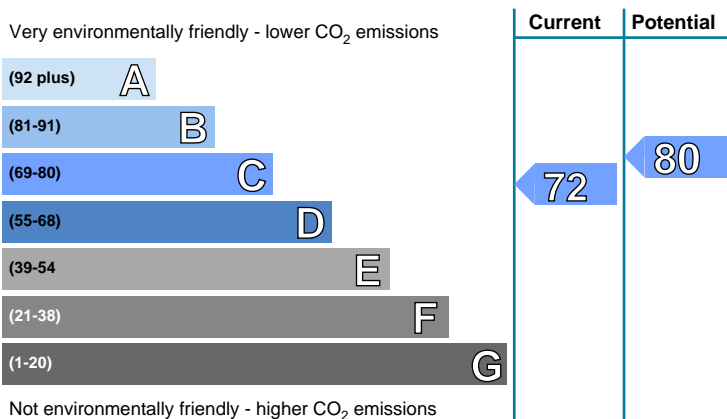 Current Potential
Very environmentally friendly - lower CO2 emissions
(92 plus) A
(81-91) B
(69-80) C
72
80
(55-68) D
(39-54 E
(21-38) F
(1-20) G
Not environmentally friendly - higher CO2 emissions